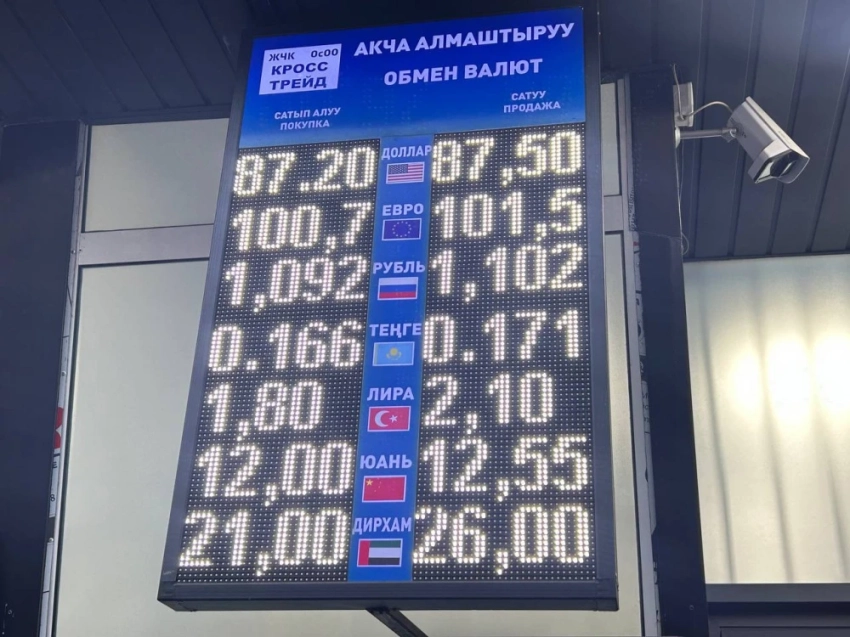 ЖЧК ОсОО
КРОСС
ТРЕЙД
АКЧА АЛМАШТЫРУУ
ОБМЕН ВАЛЮТ
САТЫП АЛУУ
ПОКУПКА
САТУУ
ПРОДАЖА
87.20 ДОЛЛАР 87,50
100,7 ЕВРО 101,5
1,092 РУБЛЬ 1,102
0.166 ТЕҢГЕ 0.171
1,80 ЛИРА 2,10
12,00 ЮАНЬ 12,55
21,00 ДИРХАМ 26,00